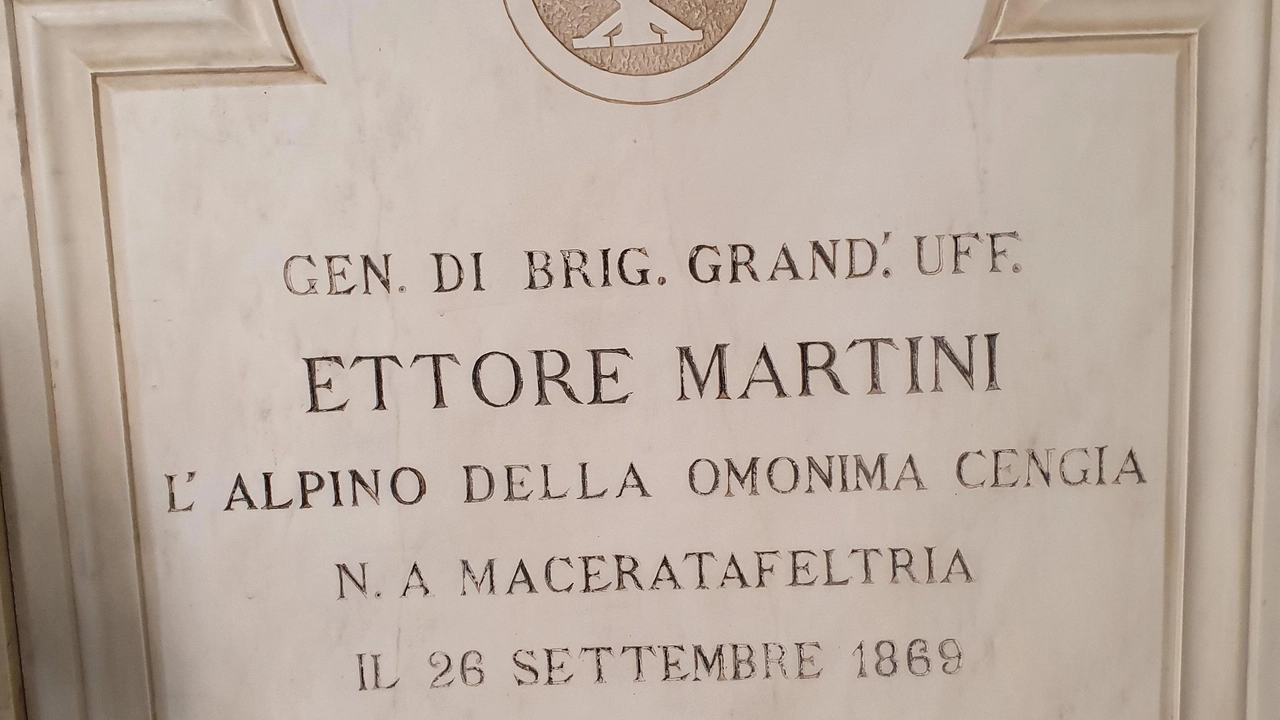 GEN. DI BRIG. GRAND'. UFF.
ETTORE MARTINI
L' ALPINO DELLA OMONIMA CENGIA
N. A MACERATAFELTRIA
IL 26 SETTEMBRE 1869